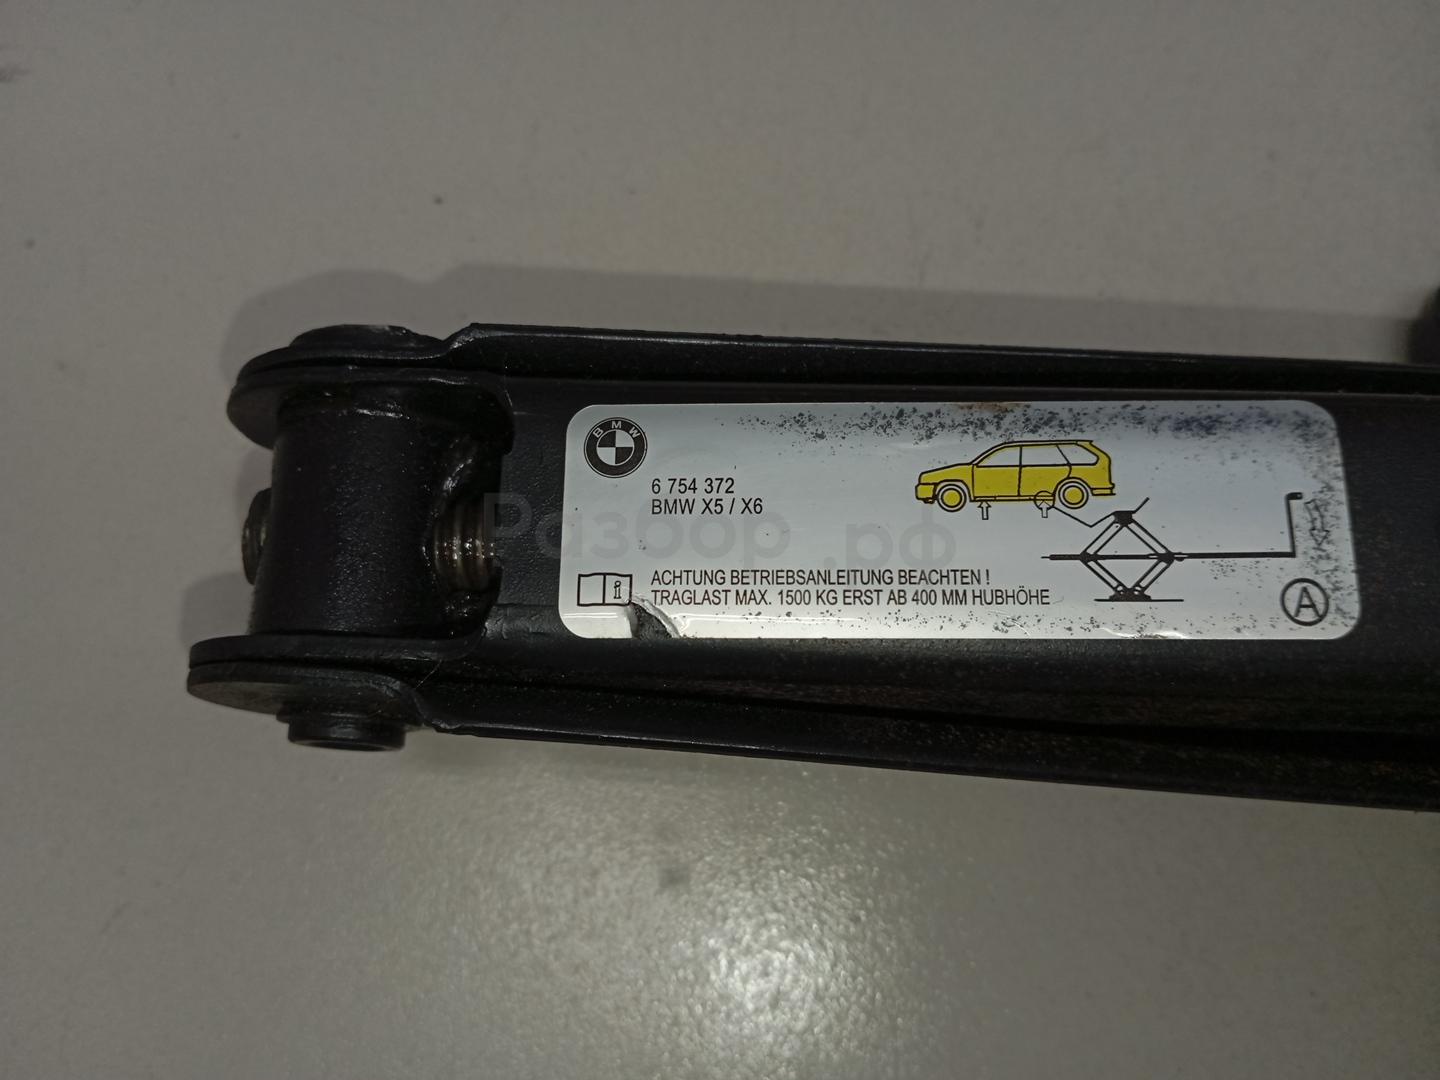 BMW
6 754 372
BMW X5 / X6
Разбор.рф
i ACHTUNG BETRIEBSANLEITUNG BEACHTEN !
TRAGLAST MAX. 1500 KG ERST AB 400 MM HUBHÖHE
A